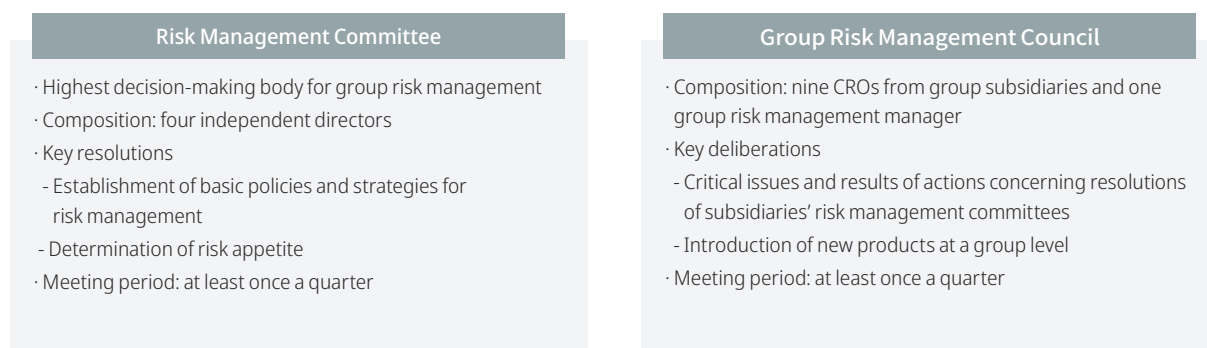 Risk Management Committee
· Highest decision-making body for group risk management
· Composition: four independent directors
· Key resolutions
- Establishment of basic policies and strategies for
risk management
- Determination of risk appetite
· Meeting period: at least once a quarter
Group Risk Management Council
· Composition: nine CROs from group subsidiaries and one
group risk management manager
· Key deliberations
- Critical issues and results of actions concerning resolutions
of subsidiaries’ risk management committees
- Introduction of new products at a group level
· Meeting period: at least once a quarter